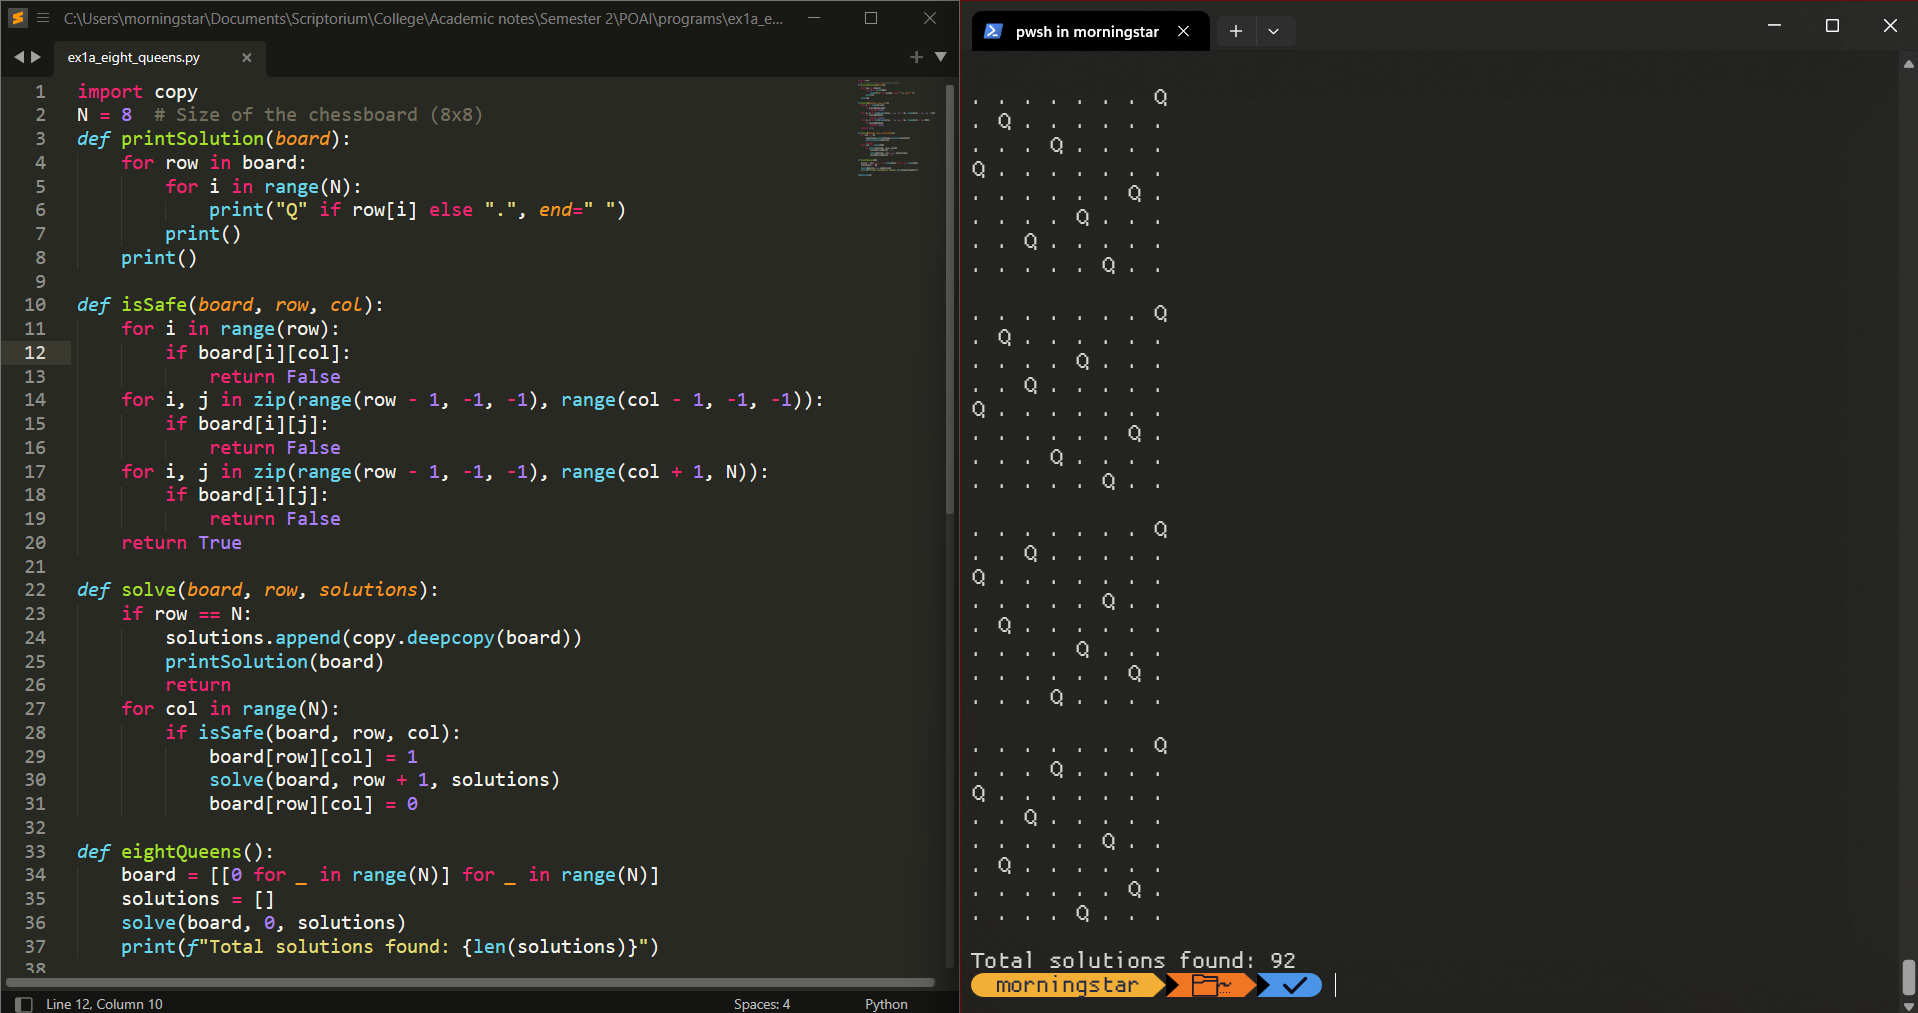 C:\Users\morningstar\Documents\Scriptorium\College\Academic notes\Semester 2\POAI\programs\ex1a_e...
ex1a_eight_queens.py
1 import copy
2 N = 8  # Size of the chessboard (8x8)
3 def printSolution(board):
4     for row in board:
5         for i in range(N):
6             print("Q" if row[i] else ".", end=" ")
7         print()
8     print()
9
10 def isSafe(board, row, col):
11     for i in range(row):
12         if board[i][col]:
13             return False
14     for i, j in zip(range(row - 1, -1, -1), range(col - 1, -1, -1)):
15         if board[i][j]:
16             return False
17     for i, j in zip(range(row - 1, -1, -1), range(col + 1, N)):
18         if board[i][j]:
19             return False
20     return True
21
22 def solve(board, row, solutions):
23     if row == N:
24         solutions.append(copy.deepcopy(board))
25         printSolution(board)
26         return
27     for col in range(N):
28         if isSafe(board, row, col):
29             board[row][col] = 1
30             solve(board, row + 1, solutions)
31             board[row][col] = 0
32
33 def eightQueens():
34     board = [[0 for _ in range(N)] for _ in range(N)]
35     solutions = []
36     solve(board, 0, solutions)
37     print(f"Total solutions found: {len(solutions)}")
38
Line 12, Column 10
Spaces: 4
Python
pwsh in morningstar
. . . . . . . Q
. Q . . . . . .
. . . Q . . . .
Q . . . . . . .
. . . . . . Q .
. . . . Q . . .
. . Q . . . . .
. . . . . Q . .

. . . . . . . Q
. Q . . . . . .
. . . . Q . . .
. . Q . . . . .
Q . . . . . . .
. . . . . . Q .
. . . Q . . . .
. . . . . Q . .

. . . . . . . Q
. . Q . . . . .
Q . . . . . . .
. . . . . Q . .
. Q . . . . . .
. . . . Q . . .
. . . . . . Q .
. . . Q . . . .

. . . . . . . Q
. . . Q . . . .
Q . . . . . . .
. . Q . . . . .
. . . . . Q . .
. Q . . . . . .
. . . . . . Q .
. . . . Q . . .

Total solutions found: 92
morningstar ~